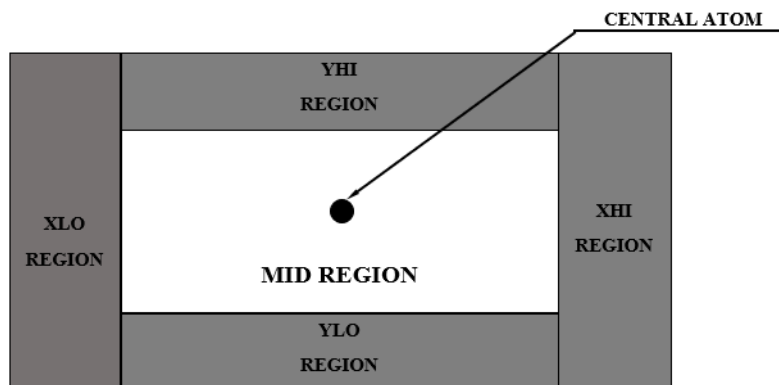 CENTRAL ATOM
YHI
REGION
XLO
REGION
XHI
REGION
MID REGION
YLO
REGION